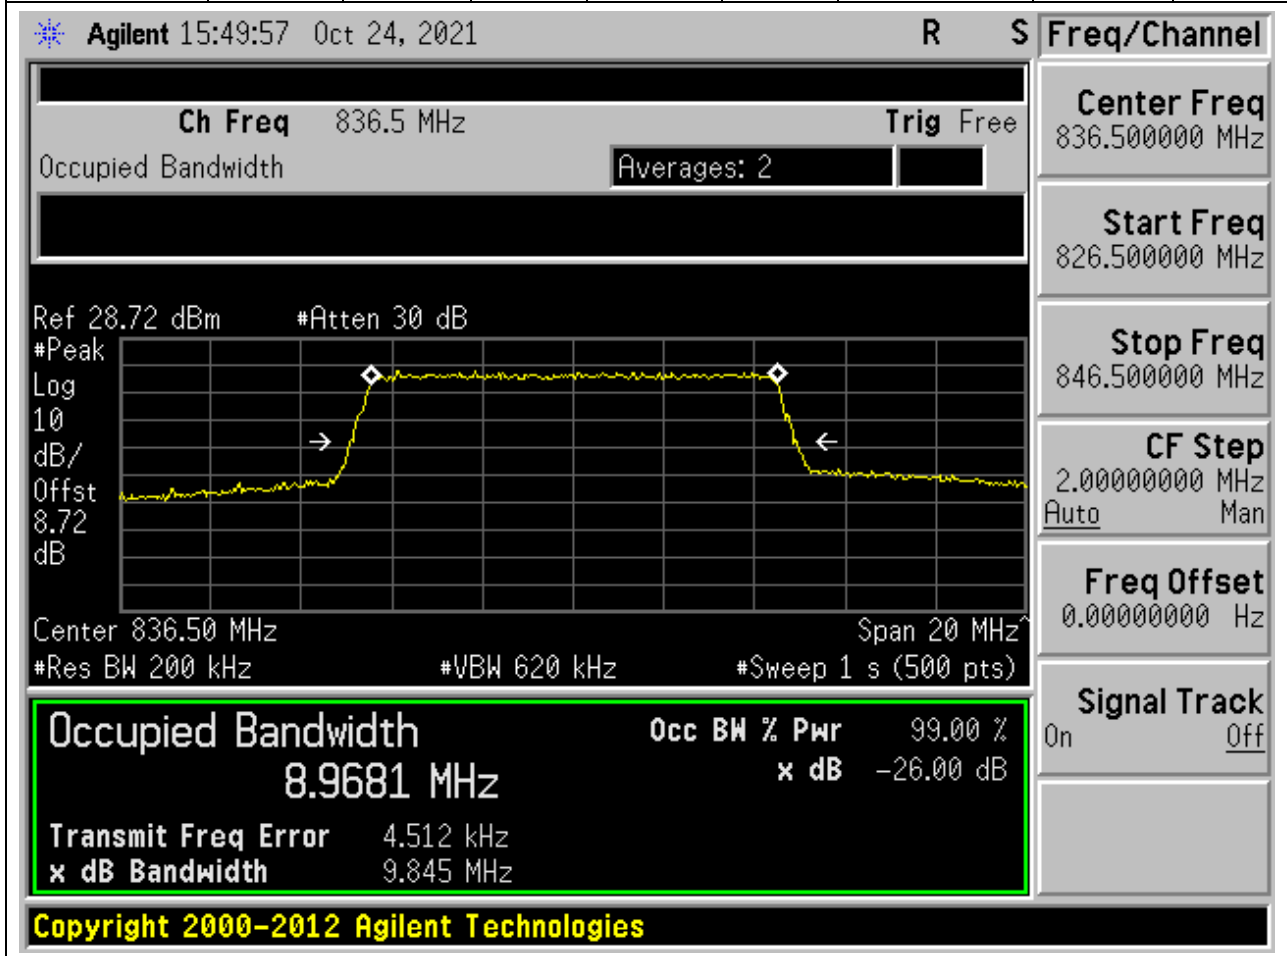 Agilent 15:49:57 Oct 24, 2021 R S
Freq/Channel
Ch Freq 836.5 MHz Trig Free
Occupied Bandwidth Averages: 2
Center Freq
836.500000 MHz
Start Freq
826.500000 MHz
Stop Freq
846.500000 MHz
CF Step
2.00000000 MHz
Auto Man
Freq Offset
0.00000000 Hz
Signal Track
On Off
Ref 28.72 dBm #Atten 30 dB
#Peak
Log
10
dB/
Offst
8.72
dB
Center 836.50 MHz Span 20 MHz^
#Res BW 200 kHz #VBW 620 kHz #Sweep 1 s (500 pts)
Occupied Bandwidth Occ BW % Pwr 99.00 %
8.9681 MHz x dB -26.00 dB
Transmit Freq Error 4.512 kHz
x dB Bandwidth 9.845 MHz
Copyright 2000-2012 Agilent Technologies